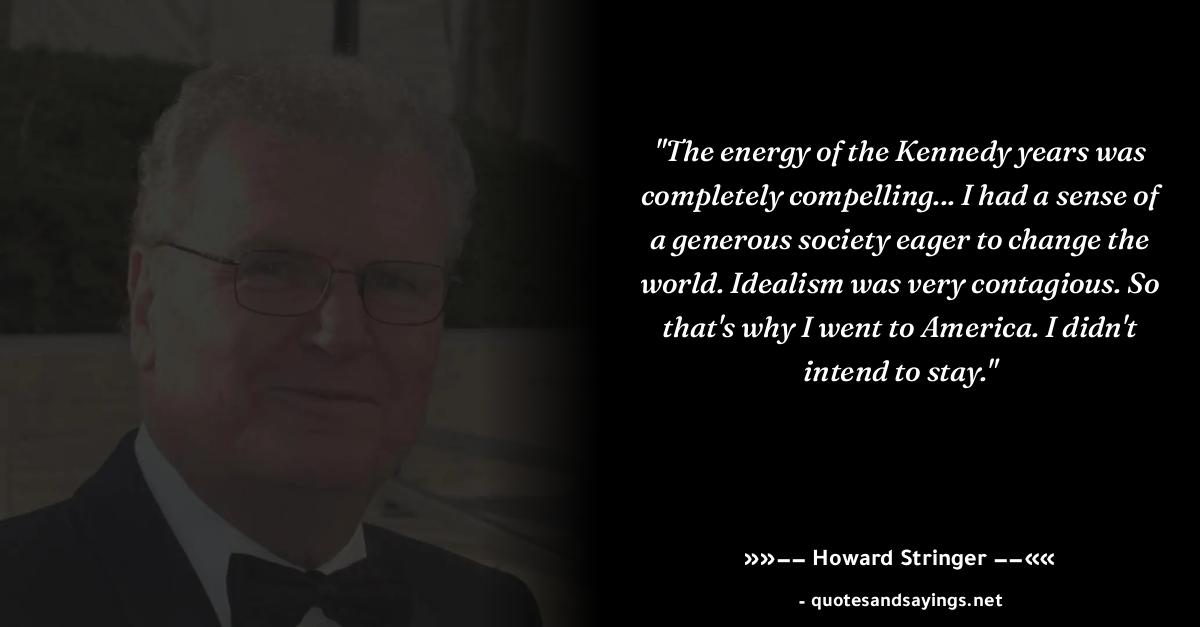 "The energy of the Kennedy years was
completely compelling... I had a sense of
a generous society eager to change the
world. Idealism was very contagious. So
that's why I went to America. I didn't
intend to stay."
»»–– Howard Stringer ––««
- quotesandsayings.net